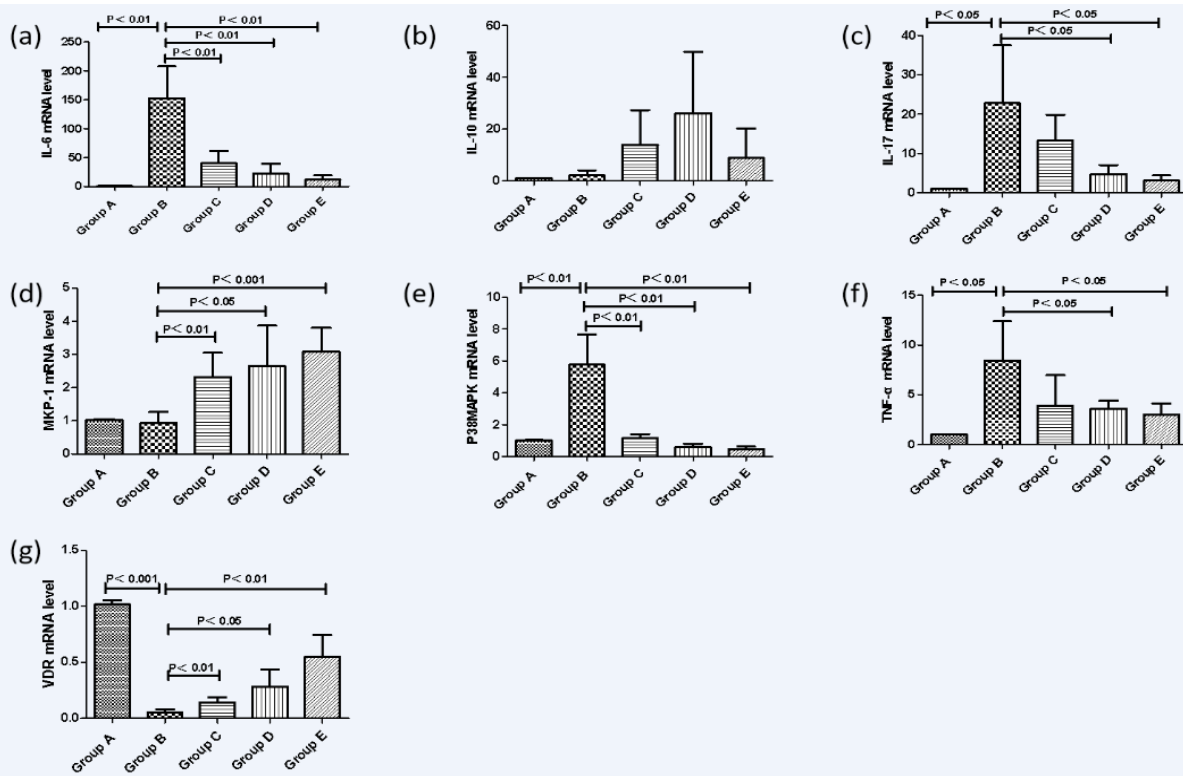 (a)
P< 0.01
P< 0.01
P< 0.01
P< 0.01
IL-6 mRNA level
250
200
150
100
50
0
Group A
Group B
Group C
Group D
Group E
(b)
IL-10 mRNA level
60
40
20
0
Group A
Group B
Group C
Group D
Group E
(c)
P< 0.05
P< 0.05
P< 0.05
IL-17 mRNA level
40
30
20
10
0
Group A
Group B
Group C
Group D
Group E
(d)
P< 0.001
P< 0.05
P< 0.01
MKP-1 mRNA level
5
4
3
2
1
0
Group A
Group B
Group C
Group D
Group E
(e)
P< 0.01
P< 0.01
P< 0.01
P< 0.01
P38MAPK mRNA level
10
8
6
4
2
0
Group A
Group B
Group C
Group D
Group E
(f)
P< 0.05
P< 0.05
P< 0.05
TNF-α mRNA level
15
10
5
0
Group A
Group B
Group C
Group D
Group E
(g)
P< 0.001
P< 0.01
P< 0.05
P< 0.01
VDR mRNA level
1.5
1.0
0.5
0.0
Group A
Group B
Group C
Group D
Group E